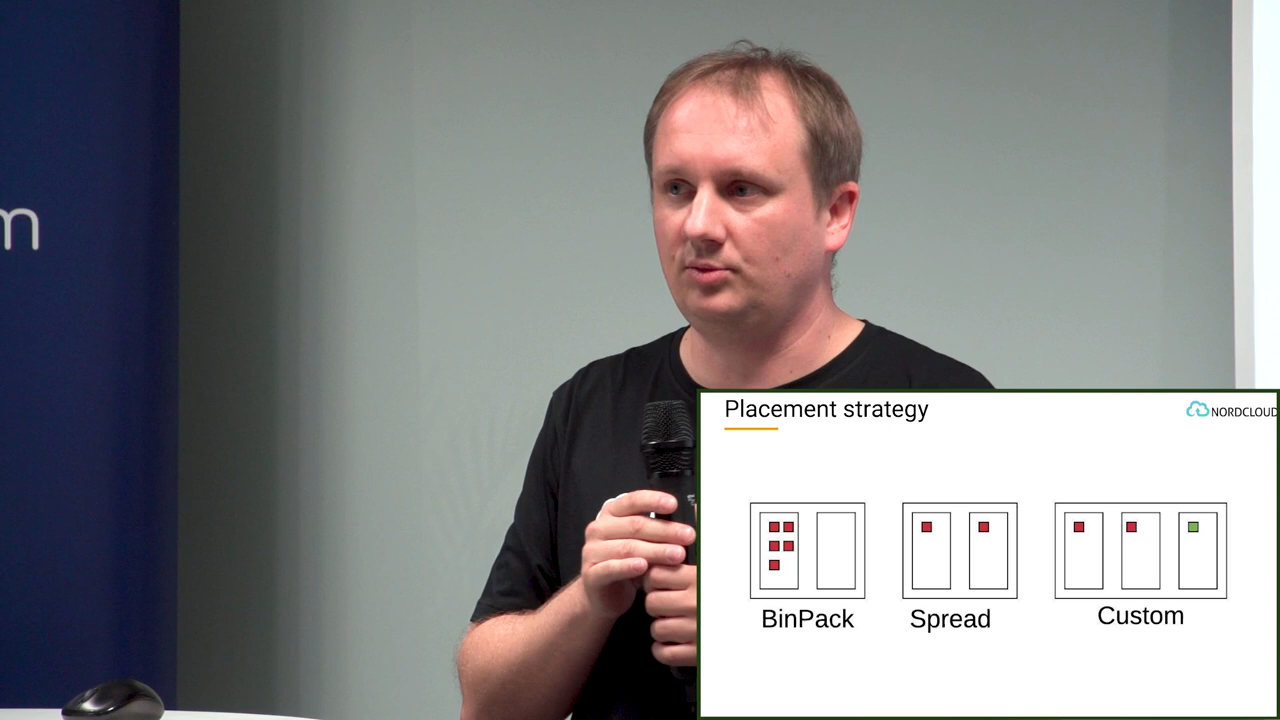 m
Placement strategy
NORDCLOUD
BinPack
Spread
Custom